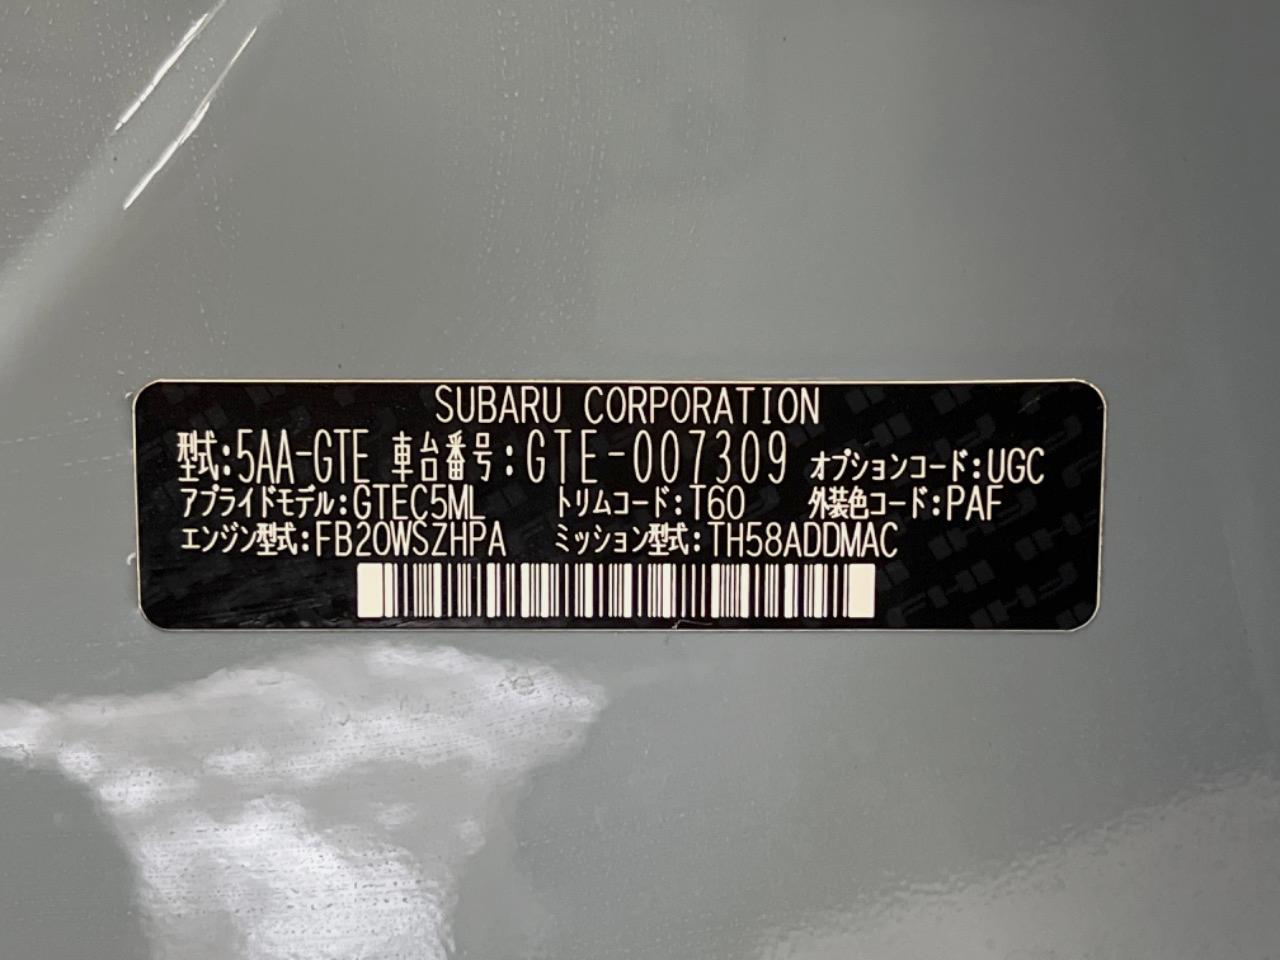 SUBARU CORPORATION
型式:5AA-GTE 車台番号:GTE-007309 オプションコード:UGC
アプライドモデル:GTEC5ML トリムコード:T60 外装色コード:PAF
エンジン型式:FB20WSZHPA ミッション型式:TH58ADDMAC